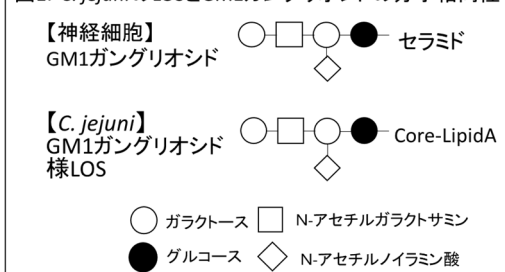 【神経細胞】
GM1ガングリオシド
セラミド
【C. jejuni】
GM1ガングリオシド
様LOS
Core-LipidA
ガラクトース
N-アセチルガラクトサミン
グルコース
N-アセチルノイラミン酸